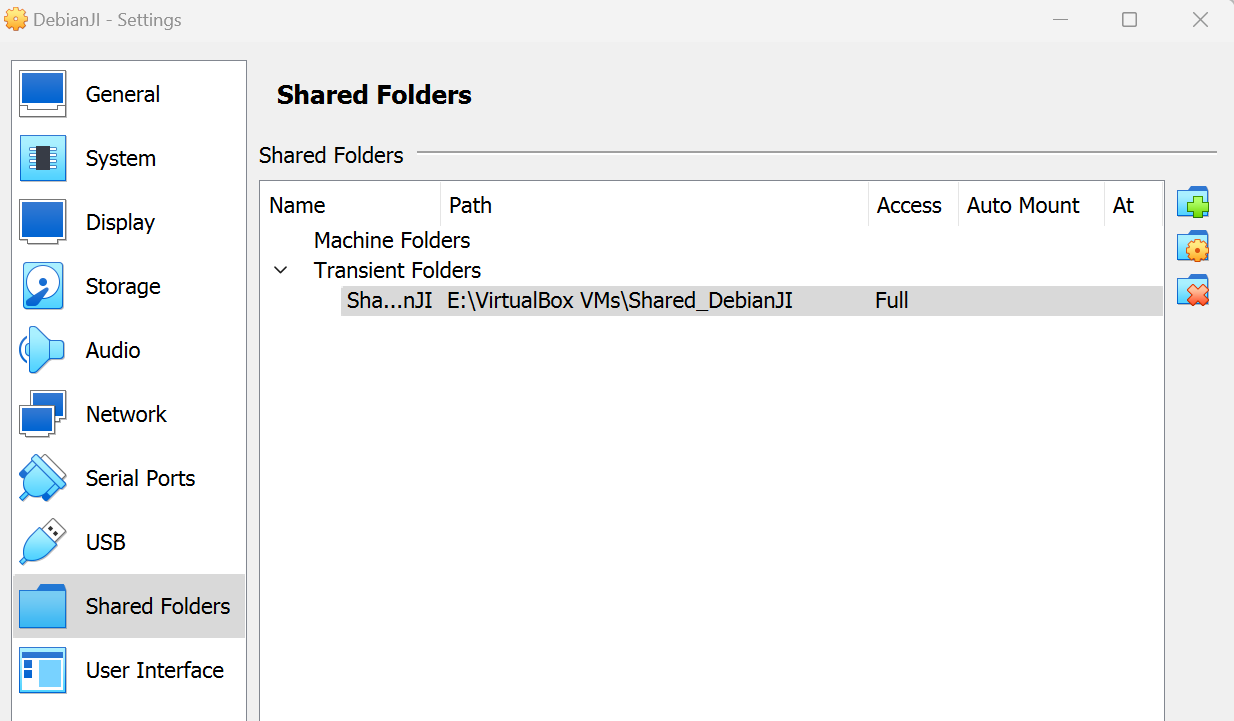 DebianJI - Settings
General
System
Display
Storage
Audio
Network
Serial Ports
USB
Shared Folders
User Interface
Shared Folders
Shared Folders
Name Path Access Auto Mount At
Machine Folders
Transient Folders
Sha...nJI E:\VirtualBox VMs\Shared_DebianJI Full